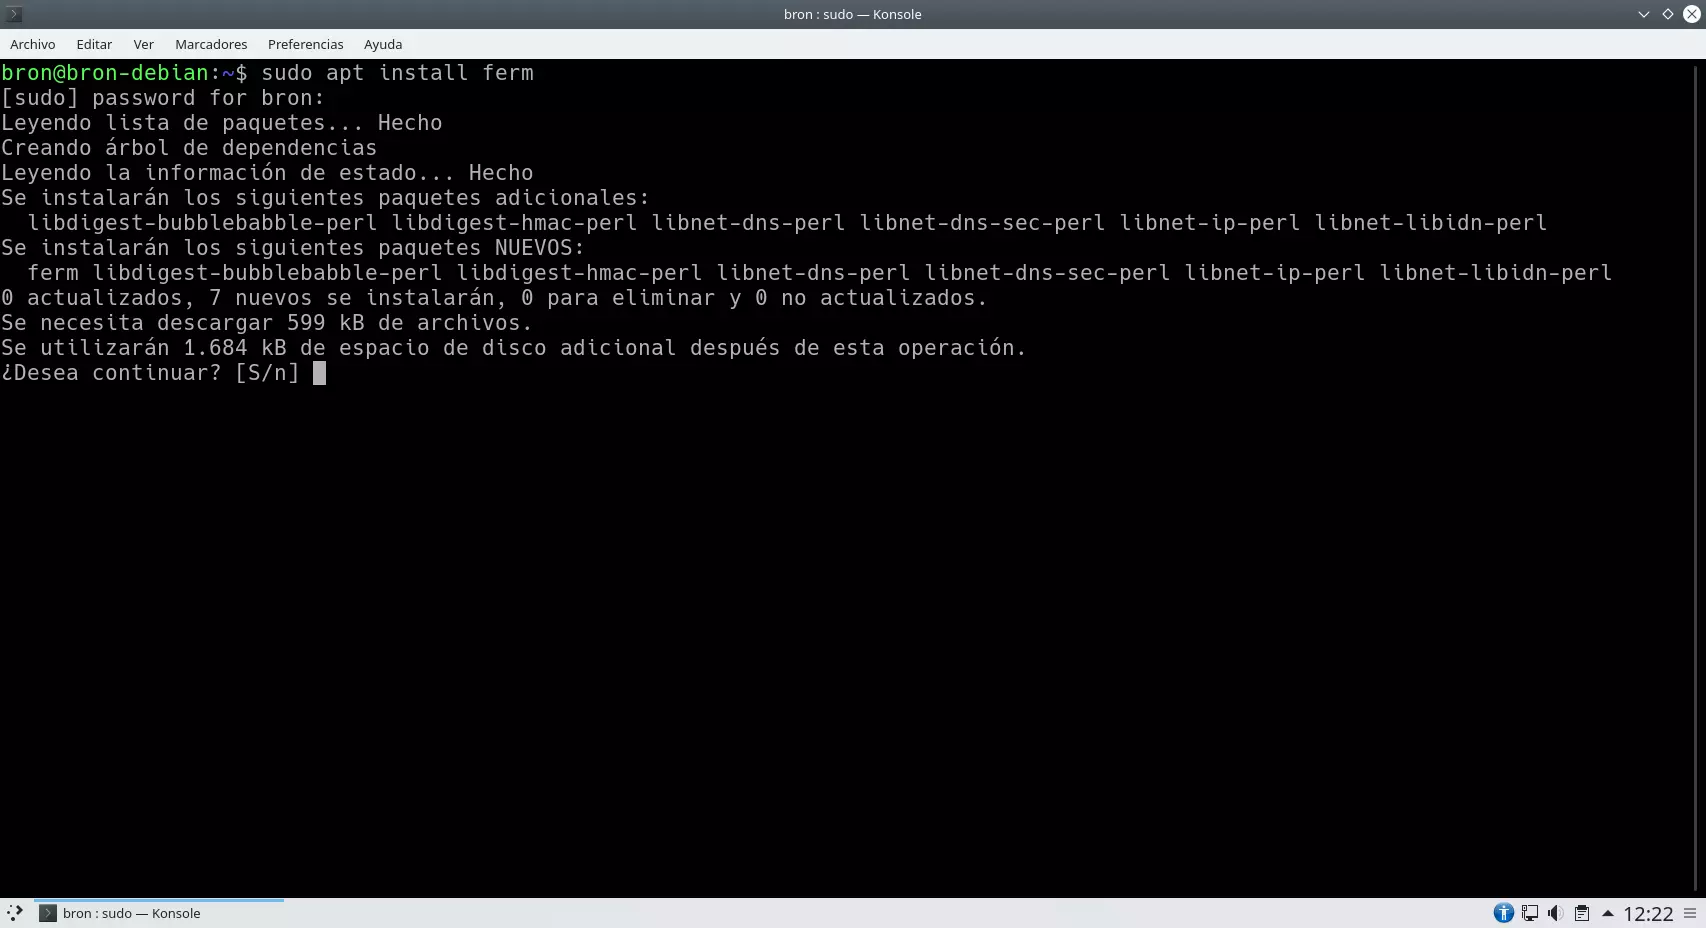 bron : sudo — Konsole
Archivo Editar Ver Marcadores Preferencias Ayuda
bron@bron-debian:~$ sudo apt install ferm
[sudo] password for bron:
Leyendo lista de paquetes... Hecho
Creando árbol de dependencias
Leyendo la información de estado... Hecho
Se instalarán los siguientes paquetes adicionales:
  libdigest-bubblebabble-perl libdigest-hmac-perl libnet-dns-perl libnet-dns-sec-perl libnet-ip-perl libnet-libidn-perl
Se instalarán los siguientes paquetes NUEVOS:
  ferm libdigest-bubblebabble-perl libdigest-hmac-perl libnet-dns-perl libnet-dns-sec-perl libnet-ip-perl libnet-libidn-perl
0 actualizados, 7 nuevos se instalarán, 0 para eliminar y 0 no actualizados.
Se necesita descargar 599 kB de archivos.
Se utilizarán 1.684 kB de espacio de disco adicional después de esta operación.
¿Desea continuar? [S/n]
bron : sudo — Konsole
12:22